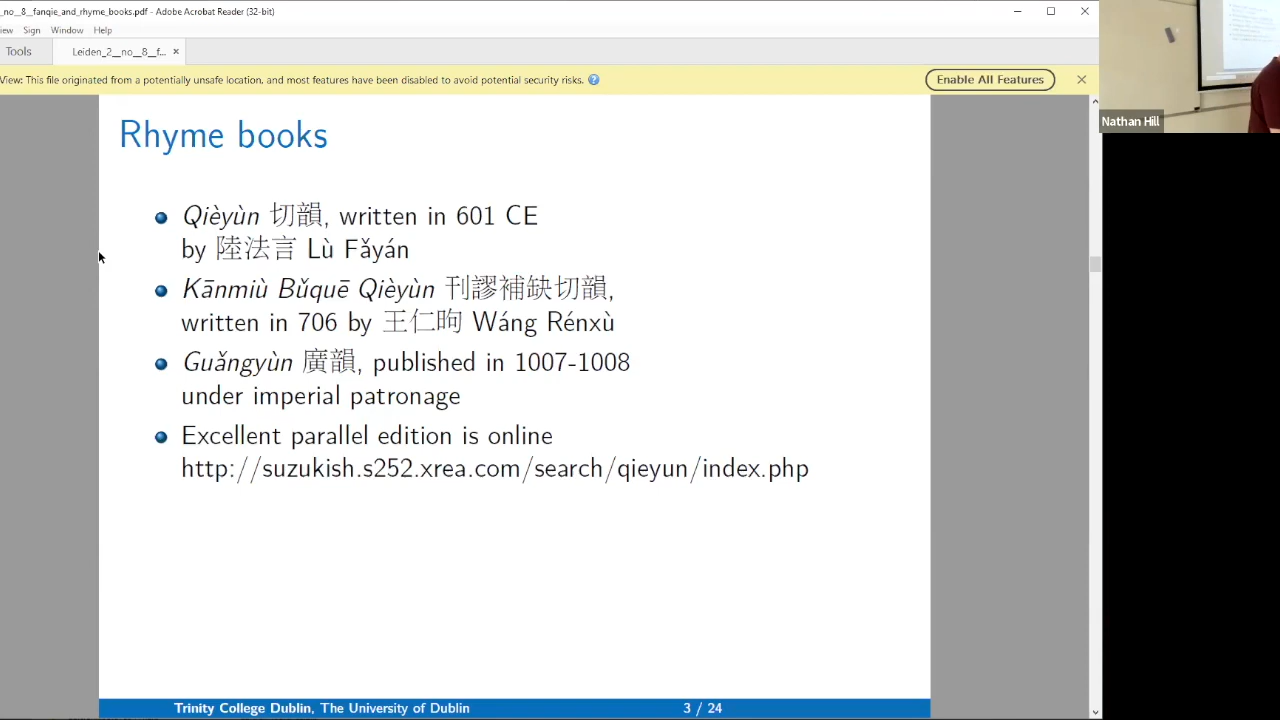 _no__8__fanqie_and_rhyme_books.pdf - Adobe Acrobat Reader (32-bit)
iew Sign Window Help
Tools Leiden_2__no__8__f... ×
View: This file originated from a potentially unsafe location, and most features have been disabled to avoid potential security risks. Enable All Features
Nathan Hill
Rhyme books
Qièyùn 切韻, written in 601 CE
by 陸法言 Lù Fǎyán
Kānmiù Bǔquē Qièyùn 刊謬補缺切韻,
written in 706 by 王仁昫 Wáng Rénxù
Guǎngyùn 廣韻, published in 1007-1008
under imperial patronage
Excellent parallel edition is online
http://suzukish.s252.xrea.com/search/qieyun/index.php
Trinity College Dublin, The University of Dublin 3 / 24